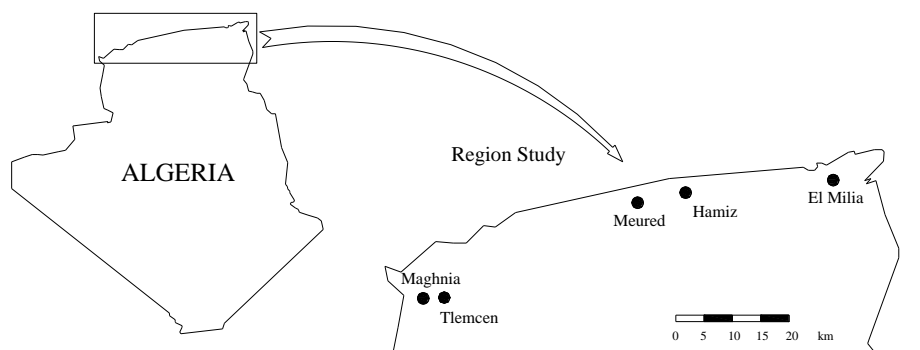 ALGERIA
Region Study
El Milia
Meured
Hamiz
Maghnia
Tlemcen
0 5 10 15 20 km